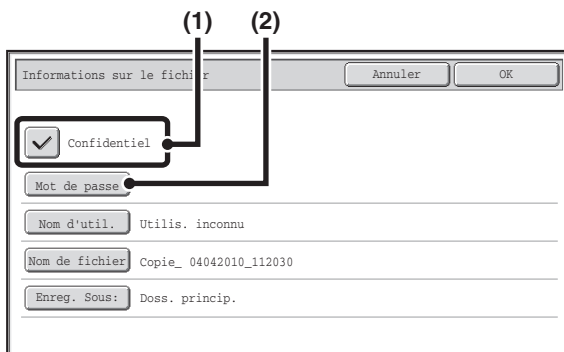 (1) (2)
Informations sur le fichier Annuler OK
Confidentiel
Mot de passe
Nom d'util. Utilis. inconnu
Nom de fichier Copie_ 04042010_112030
Enreg. Sous: Doss. princip.